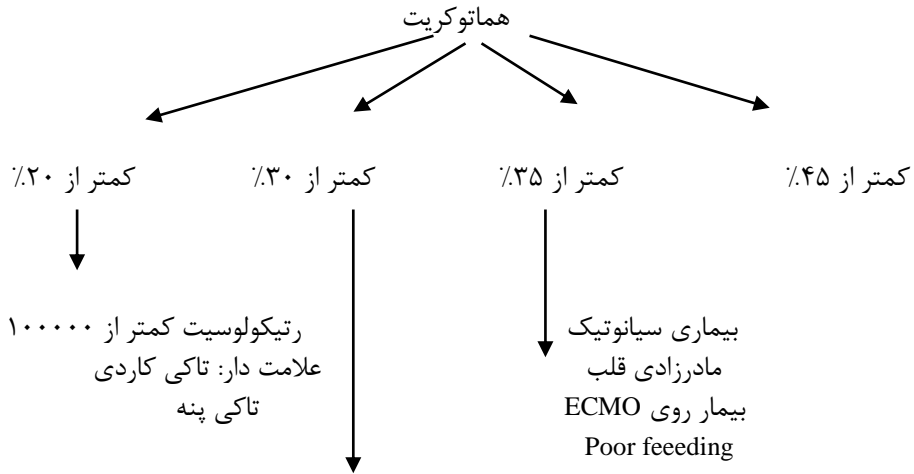 هماتوکریت
کمتر از ۴۵٪
کمتر از ۳۵٪
کمتر از ۳۰٪
کمتر از ۲۰٪
بیماری سیانوتیک
مادرزادی قلب
بیمار روی ECMO
Poor feeeding
رتیکولوسیت کمتر از ۱۰۰۰۰۰
علامت دار: تاکی کاردی
تاکی پنه